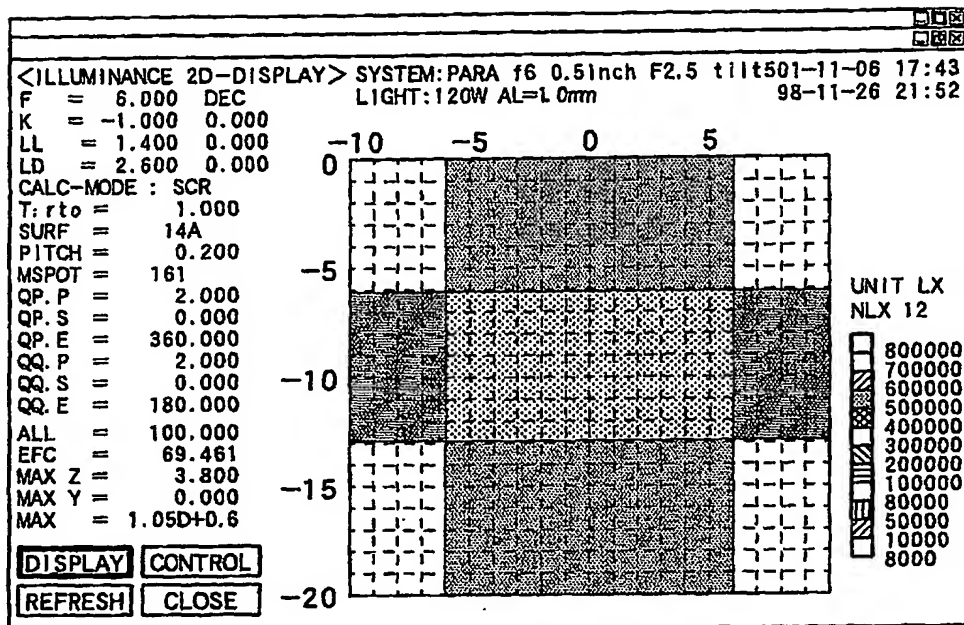 <ILLUMINANCE 2D-DISPLAY> SYSTEM:PARA f6 0.5inch F2.5 tilt501-11-06 17:43
F = 6.000 DEC LIGHT:120W AL=1.0mm 98-11-26 21:52
K = -1.000 0.000
LL = 1.400 0.000
LD = 2.600 0.000
CALC-MODE : SCR
T:rto = 1.000
SURF = 14A
PITCH = 0.200
MSPOT = 161
QP.P = 2.000
QP.S = 0.000
QP.E = 360.000
QQ.P = 2.000
QQ.S = 0.000
QQ.E = 180.000
ALL = 100.000
EFC = 69.461
MAX Z = 3.800
MAX Y = 0.000
MAX = 1.05D+0.6
DISPLAY CONTROL
REFRESH CLOSE
-10 -5 0 5
0
-5
-10
-15
-20
UNIT LX
NLX 12
800000
700000
600000
500000
400000
300000
200000
100000
80000
50000
10000
8000